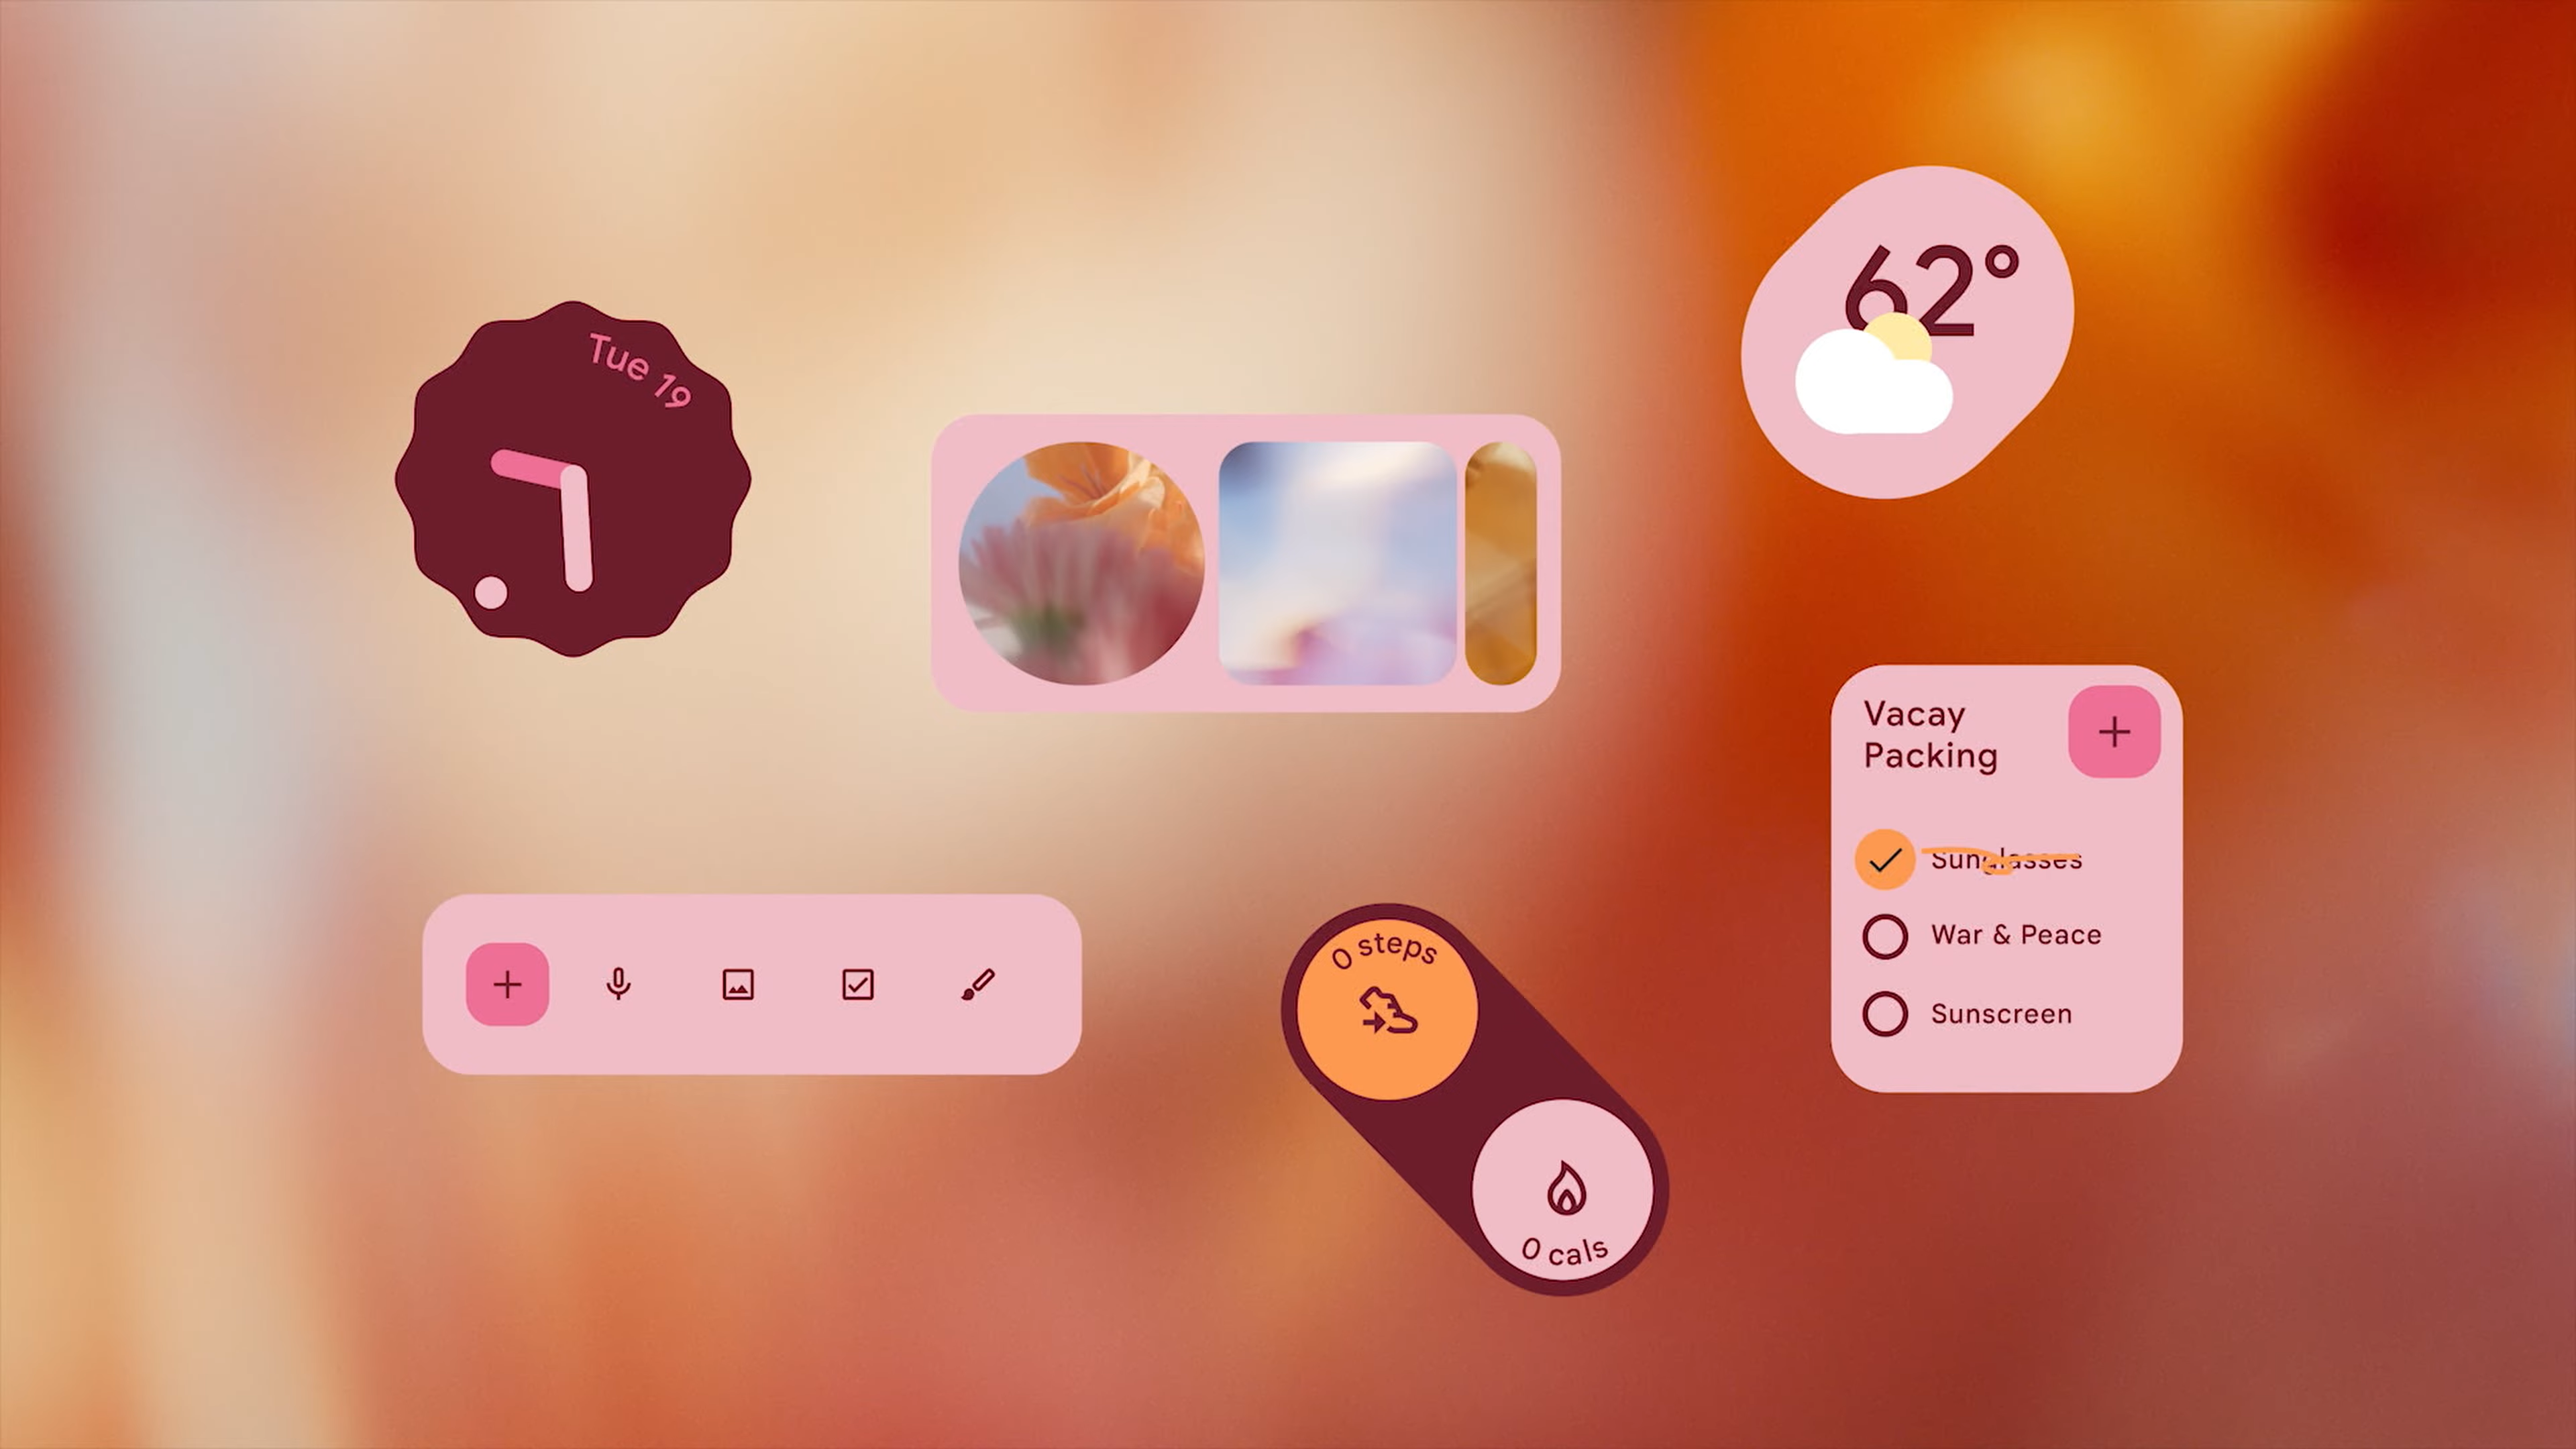 Tue 19
62°
Vacay
Packing
Sunglasses
War & Peace
Sunscreen
0 steps
0 cals